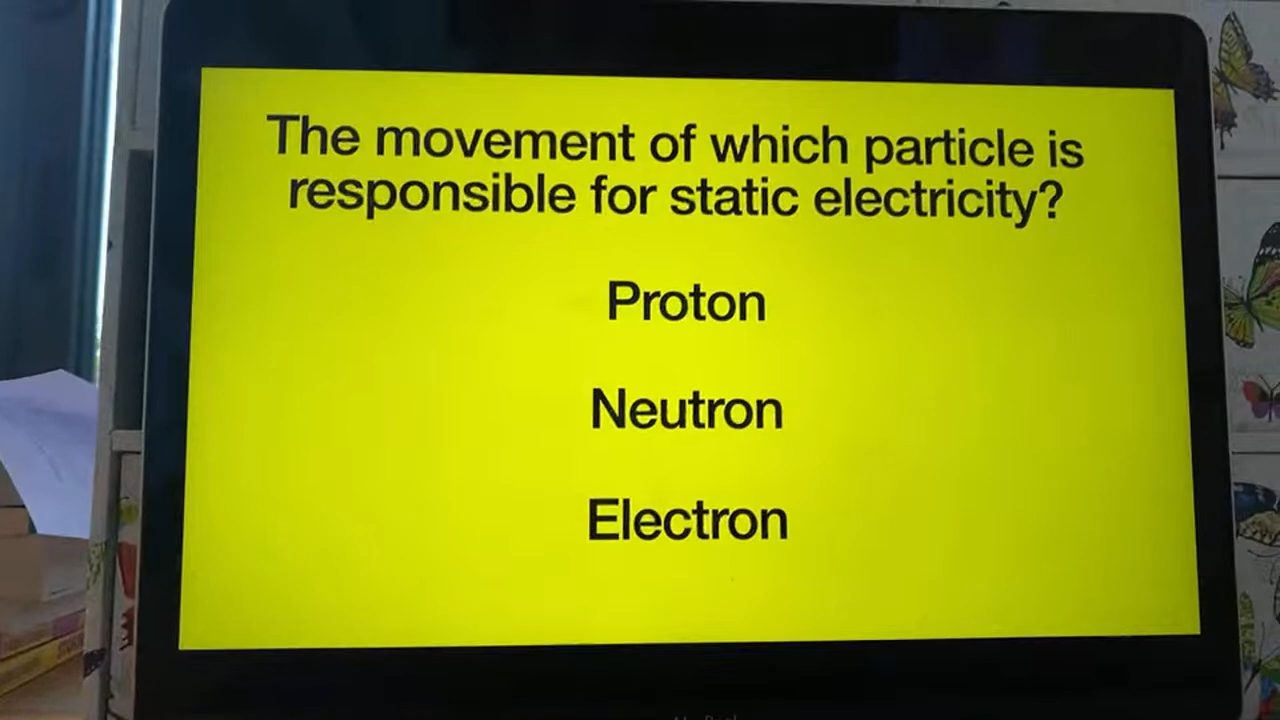 The movement of which particle is
responsible for static electricity?
Proton
Neutron
Electron